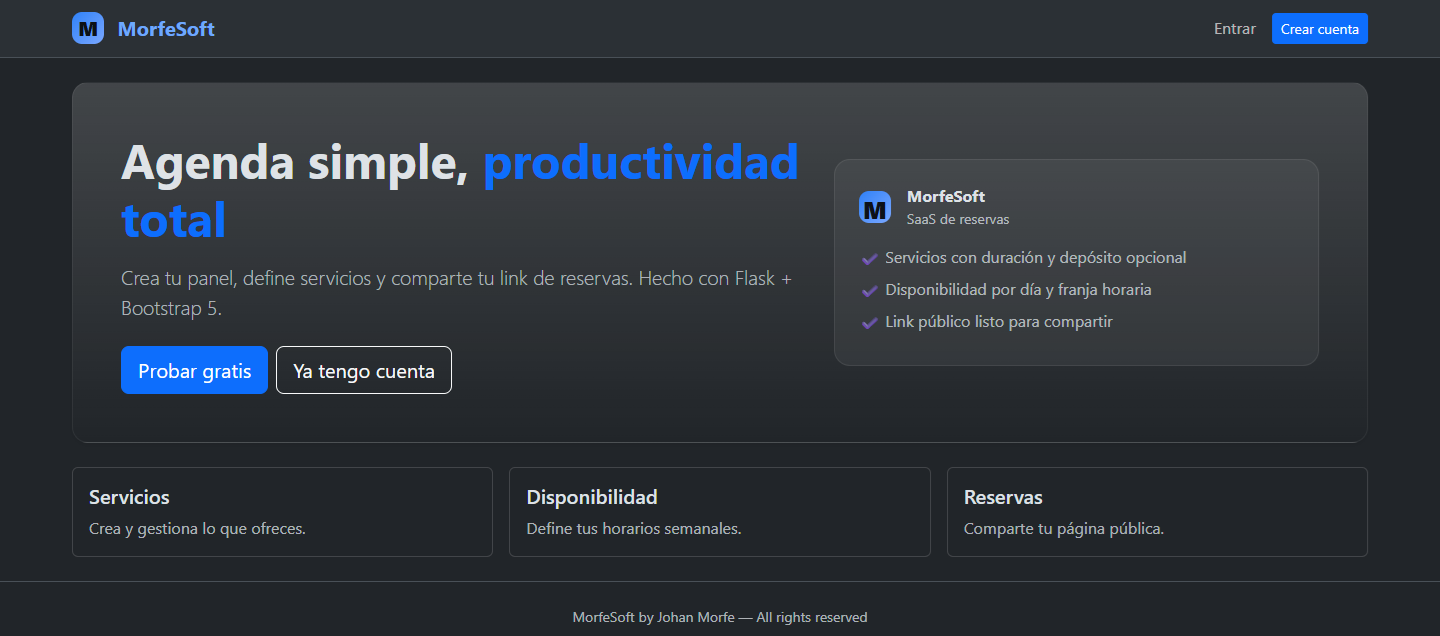 M MorfeSoft
Entrar
Crear cuenta
Agenda simple, productividad
total
Crea tu panel, define servicios y comparte tu link de reservas. Hecho con Flask +
Bootstrap 5.
Probar gratis
Ya tengo cuenta
M MorfeSoft
SaaS de reservas
Servicios con duración y depósito opcional
Disponibilidad por día y franja horaria
Link público listo para compartir
Servicios
Crea y gestiona lo que ofreces.
Disponibilidad
Define tus horarios semanales.
Reservas
Comparte tu página pública.
MorfeSoft by Johan Morfe — All rights reserved